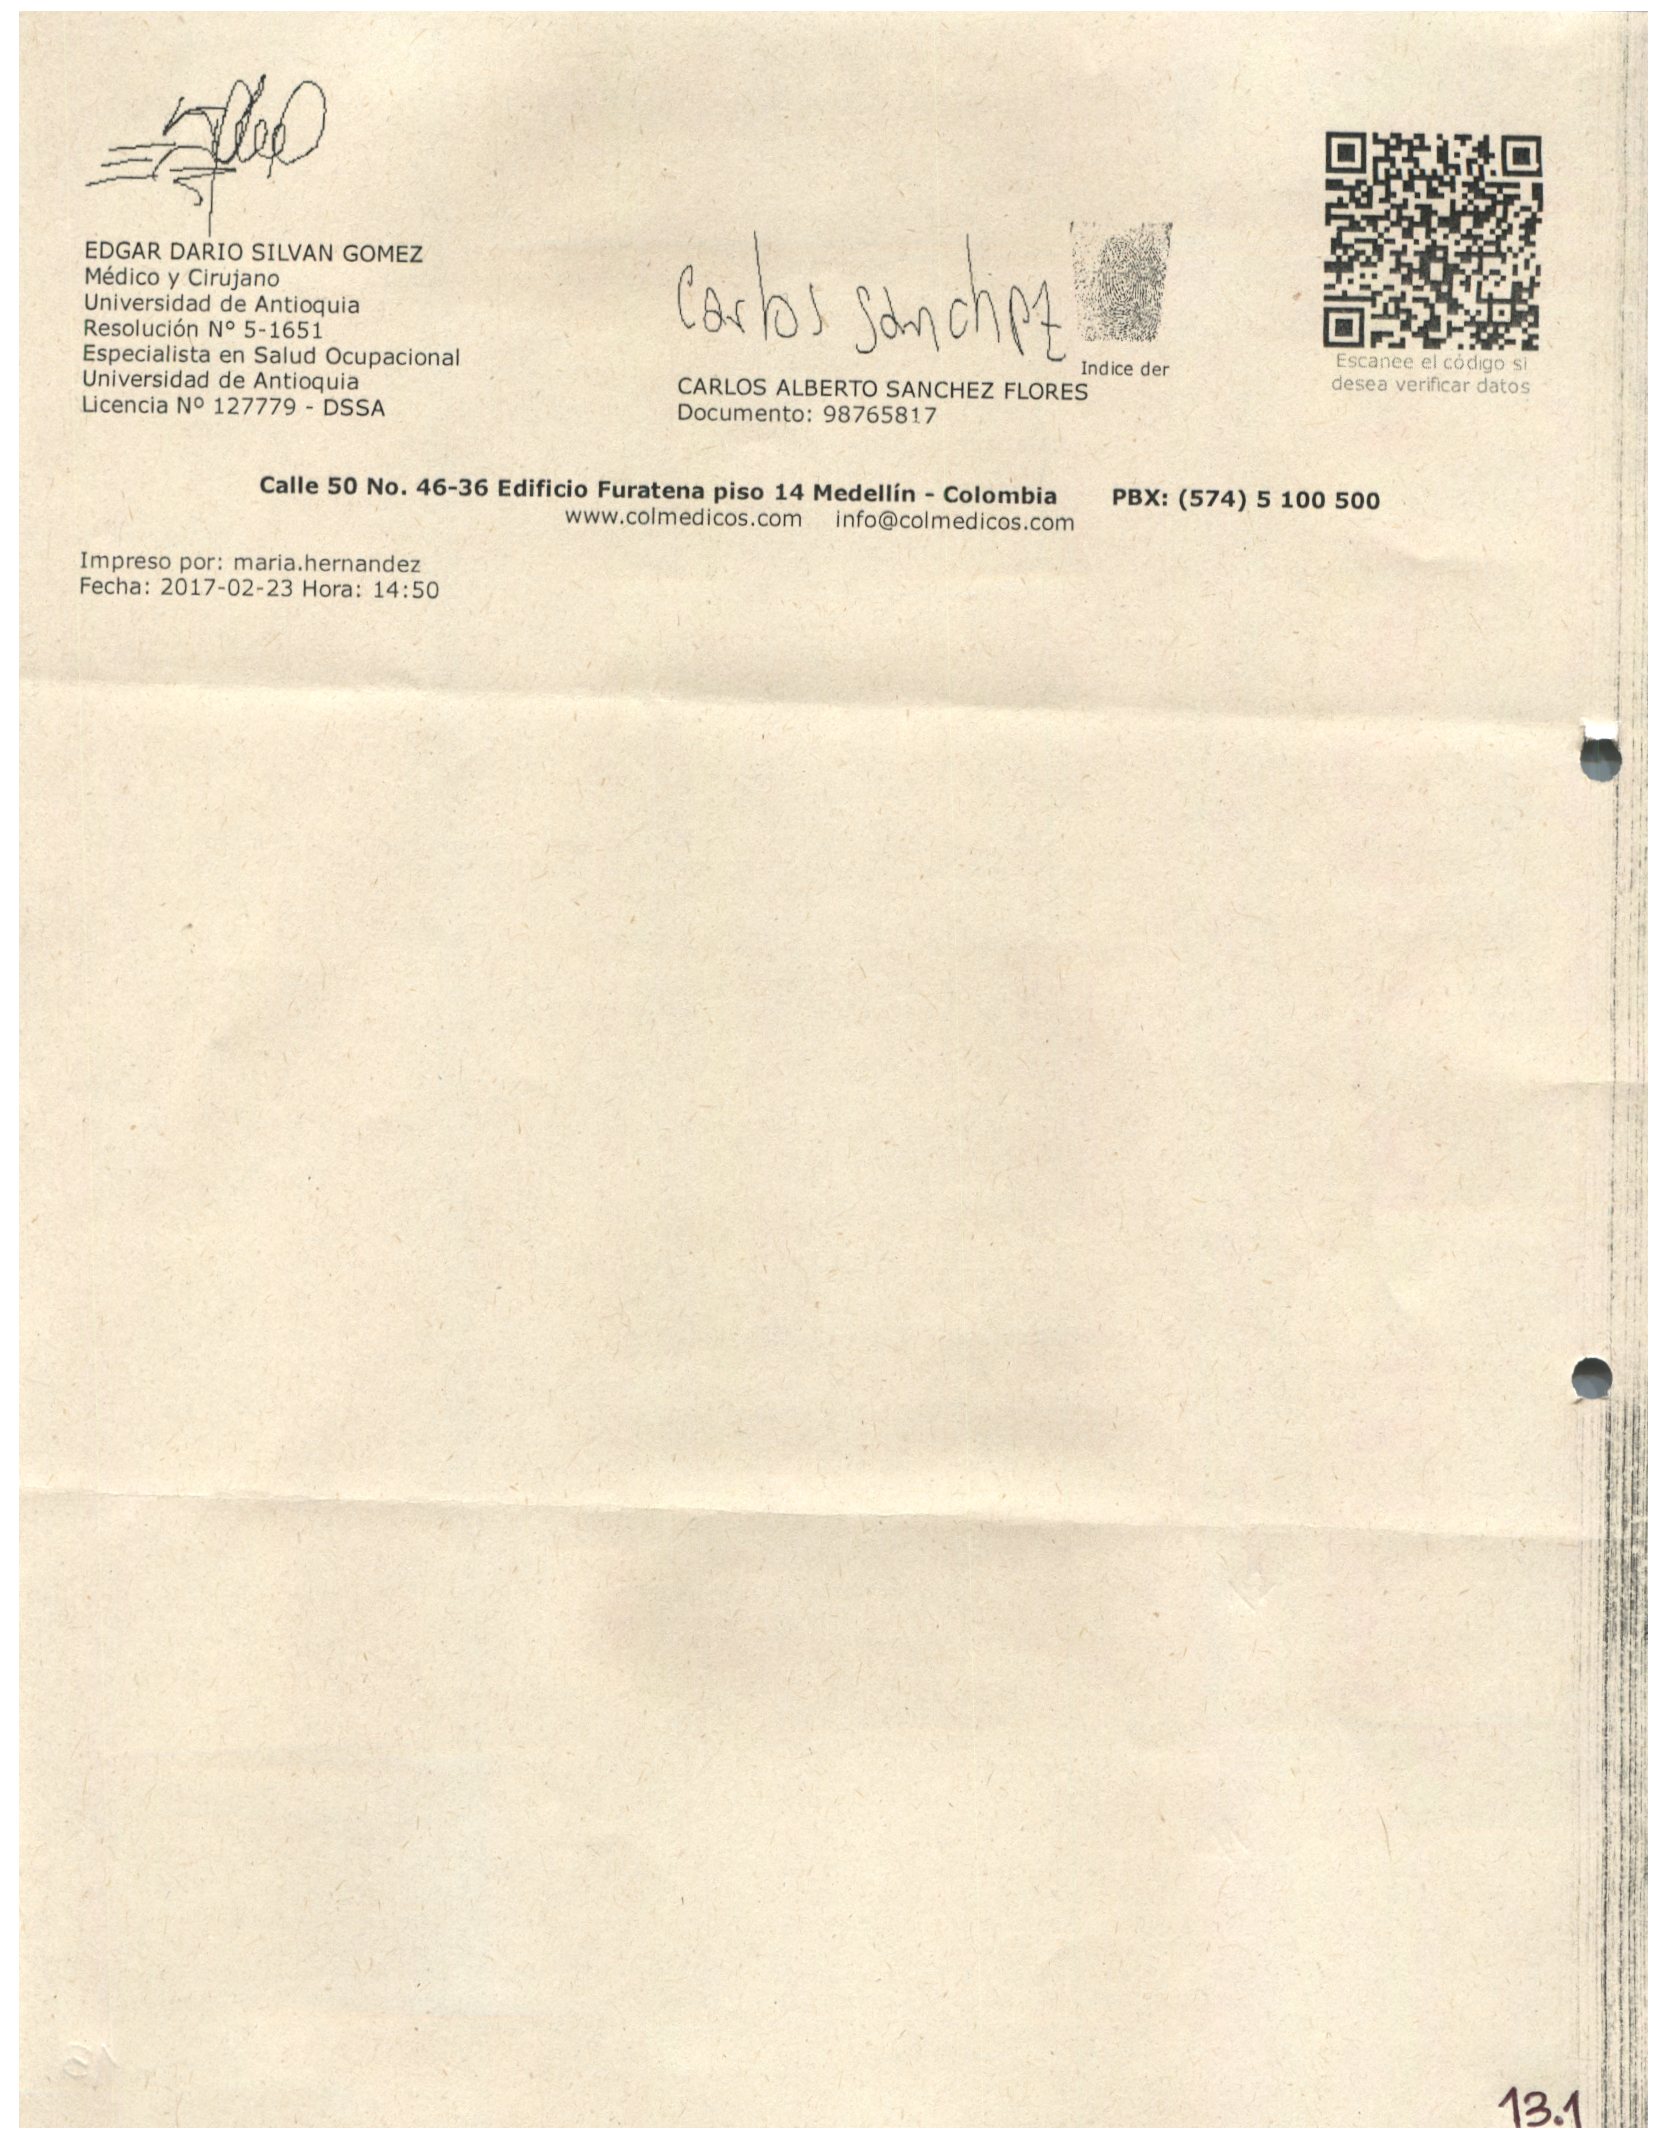 EDGAR DARIO SILVAN GOMEZ
Médico y Cirujano
Universidad de Antioquia
Resolución Nº 5-1651
Especialista en Salud Ocupacional
Universidad de Antioquia
Licencia Nº 127779 - DSSA
Carlos Sanchez
Indice der
CARLOS ALBERTO SANCHEZ FLORES
Documento: 98765817
Escanee el código si
desea verificar datos
Calle 50 No. 46-36 Edificio Furatena piso 14 Medellín - Colombia PBX: (574) 5 100 500
www.colmedicos.com info@colmedicos.com
Impreso por: maria.hernandez
Fecha: 2017-02-23 Hora: 14:50
13.1